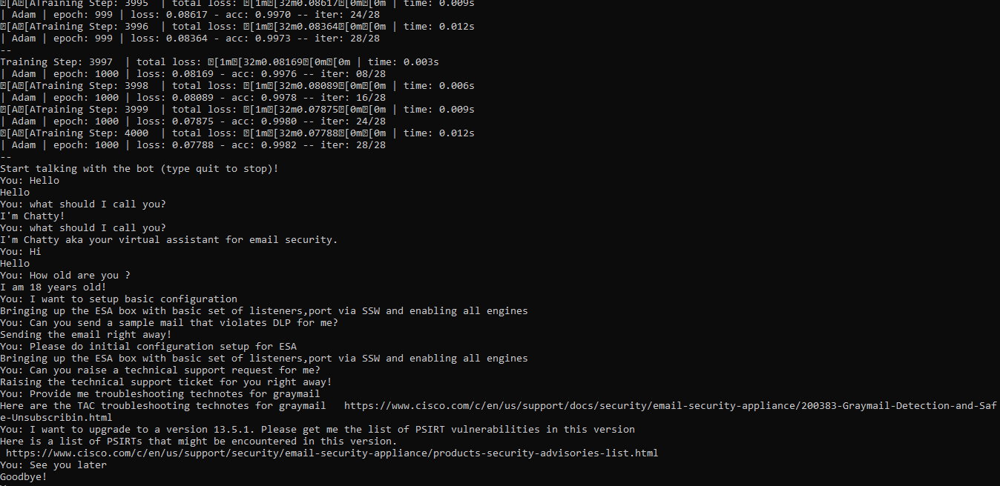 ⍰[A⍰[ATraining Step: 3995  | total loss: ⍰[1m⍰[32m0.08617⍰[0m⍰[0m | time: 0.009s
| Adam | epoch: 999 | loss: 0.08617 - acc: 0.9970 -- iter: 24/28
⍰[A⍰[ATraining Step: 3996  | total loss: ⍰[1m⍰[32m0.08364⍰[0m⍰[0m | time: 0.012s
| Adam | epoch: 999 | loss: 0.08364 - acc: 0.9973 -- iter: 28/28
--
Training Step: 3997  | total loss: ⍰[1m⍰[32m0.08169⍰[0m⍰[0m | time: 0.003s
| Adam | epoch: 1000 | loss: 0.08169 - acc: 0.9976 -- iter: 08/28
⍰[A⍰[ATraining Step: 3998  | total loss: ⍰[1m⍰[32m0.08089⍰[0m⍰[0m | time: 0.006s
| Adam | epoch: 1000 | loss: 0.08089 - acc: 0.9978 -- iter: 16/28
⍰[A⍰[ATraining Step: 3999  | total loss: ⍰[1m⍰[32m0.07875⍰[0m⍰[0m | time: 0.009s
| Adam | epoch: 1000 | loss: 0.07875 - acc: 0.9980 -- iter: 24/28
⍰[A⍰[ATraining Step: 4000  | total loss: ⍰[1m⍰[32m0.07788⍰[0m⍰[0m | time: 0.012s
| Adam | epoch: 1000 | loss: 0.07788 - acc: 0.9982 -- iter: 28/28
--
Start talking with the bot (type quit to stop)!
You: Hello
Hello
You: what should I call you?
I'm Chatty!
You: what should I call you?
I'm Chatty aka your virtual assistant for email security.
You: Hi
Hello
You: How old are you ?
I am 18 years old!
You: I want to setup basic configuration
Bringing up the ESA box with basic set of listeners,port via SSW and enabling all engines
You: Can you send a sample mail that violates DLP for me?
Sending the email right away!
You: Please do initial configuration setup for ESA
Bringing up the ESA box with basic set of listeners,port via SSW and enabling all engines
You: Can you raise a technical support request for me?
Raising the technical support ticket for you right away!
You: Provide me troubleshooting technotes for graymail
Here are the TAC troubleshooting technotes for graymail   https://www.cisco.com/c/en/us/support/docs/security/email-security-appliance/200383-Graymail-Detection-and-Saf
e-Unsubscribin.html
You: I want to upgrade to a version 13.5.1. Please get me the list of PSIRT vulnerabilities in this version
Here is a list of PSIRTs that might be encountered in this version.
 https://www.cisco.com/c/en/us/support/security/email-security-appliance/products-security-advisories-list.html
You: See you later
Goodbye!